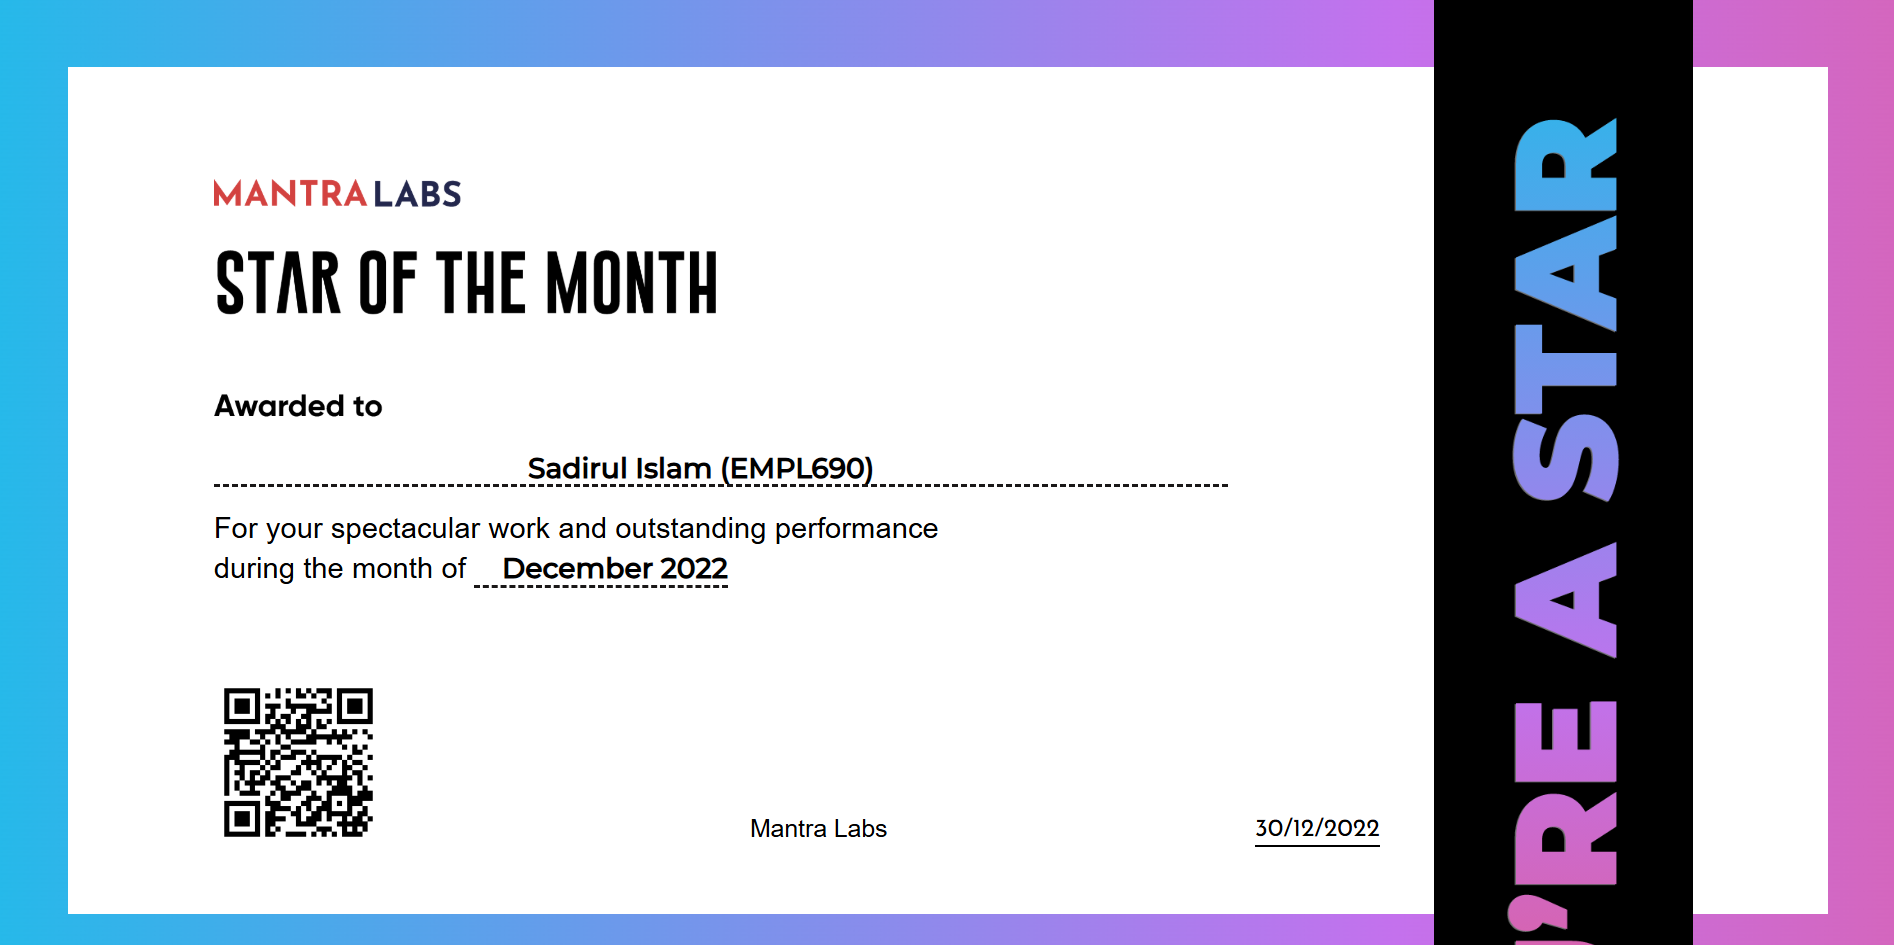 MANTRA LABS
STAR OF THE MONTH
Awarded to
Sadirul Islam (EMPL690)
For your spectacular work and outstanding performance
during the month of December 2022
Mantra Labs
30/12/2022
'RE A STAR